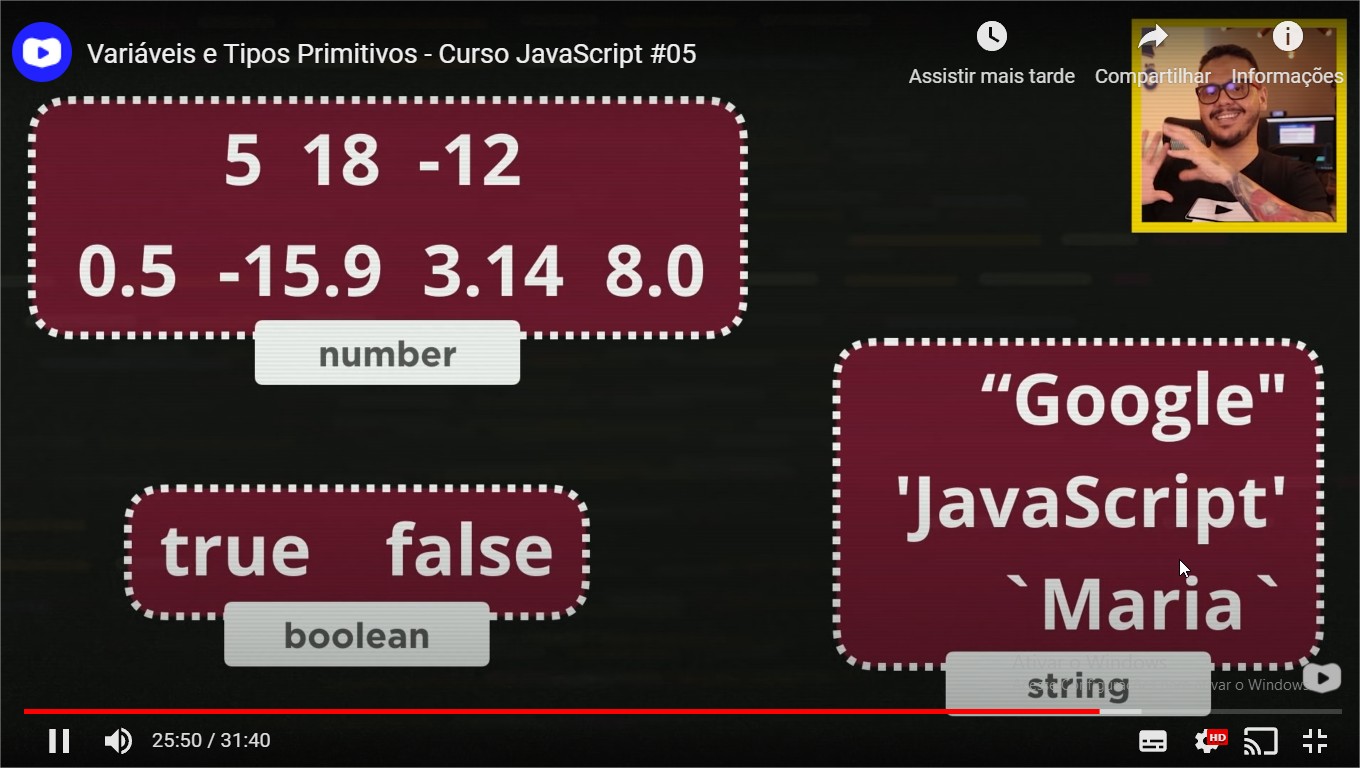 Variáveis e Tipos Primitivos - Curso JavaScript #05
Assistir mais tarde
Compartilhar
Informações
5 18 -12
0.5 -15.9 3.14 8.0
number
“Google"
'JavaScript'
`Maria`
true false
boolean
Ativar o Windows
string
var o Windows
25:50 / 31:40
HD